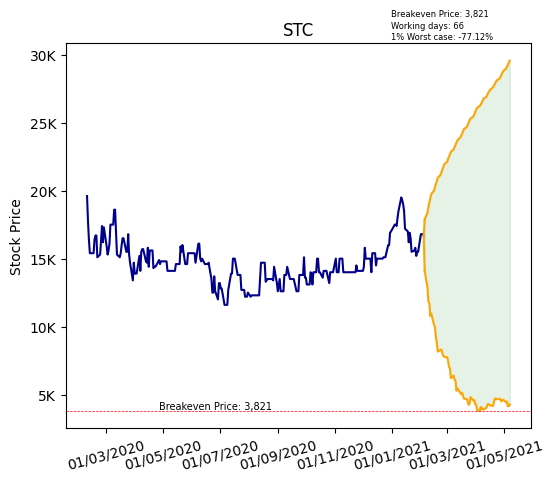 Breakeven Price: 3,821
Working days: 66
1% Worst case: -77.12%
STC
Stock Price
30K
25K
20K
15K
10K
5K
Breakeven Price: 3,821
01/03/2020 01/05/2020 01/07/2020 01/09/2020 01/11/2020 01/01/2021 01/03/2021 01/05/2021